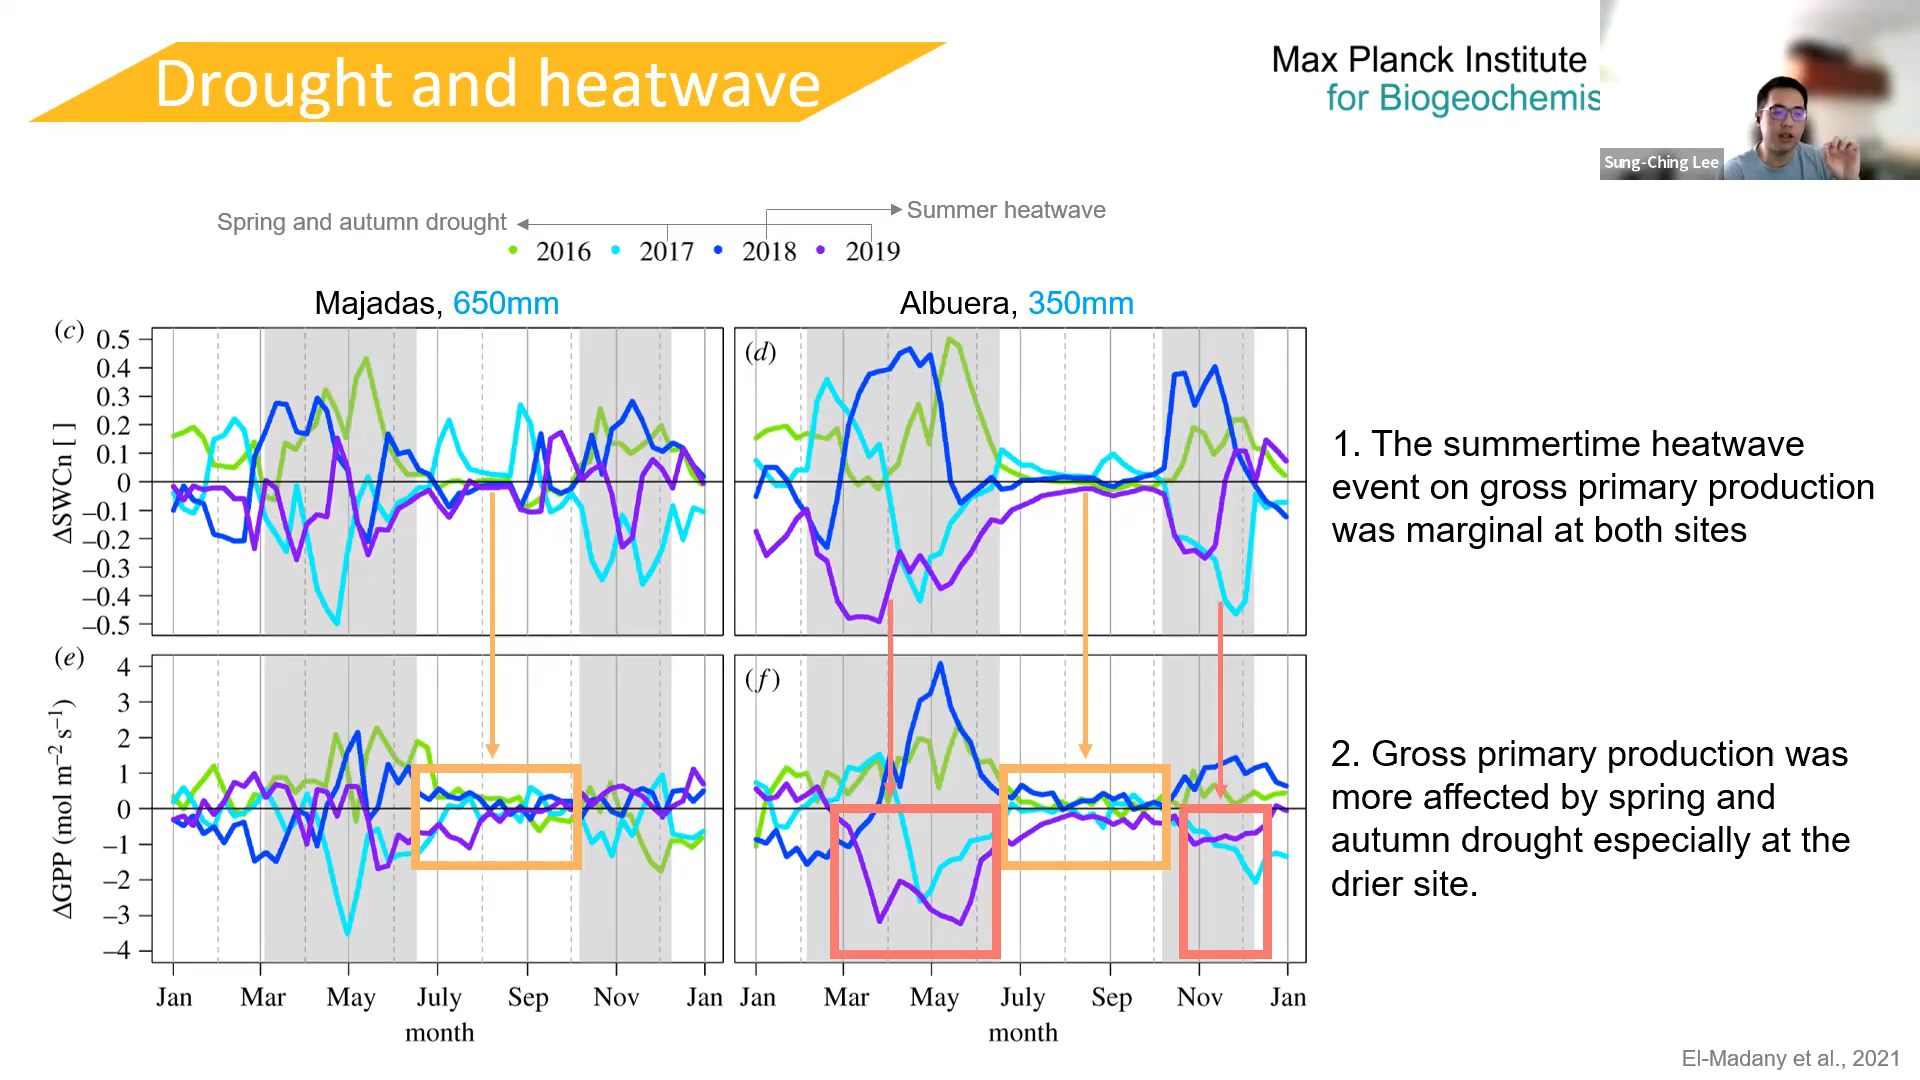 Drought and heatwave
Max Planck Institute
for Biogeochemis
Sung-Ching Lee
Spring and autumn drought
Summer heatwave
2016 2017 2018 2019
Majadas, 650mm
Albuera, 350mm
(c)
(d)
0.5
0.4
0.3
0.2
0.1
0
–0.1
–0.2
–0.3
–0.4
–0.5
ΔSWCn [ ]
(e)
(f)
4
3
2
1
0
–1
–2
–3
–4
ΔGPP (mol m⁻² s⁻¹)
Jan Mar May July Sep Nov Jan
Jan Mar May July Sep Nov Jan
month
month
1. The summertime heatwave
event on gross primary production
was marginal at both sites
2. Gross primary production was
more affected by spring and
autumn drought especially at the
drier site.
El-Madany et al., 2021